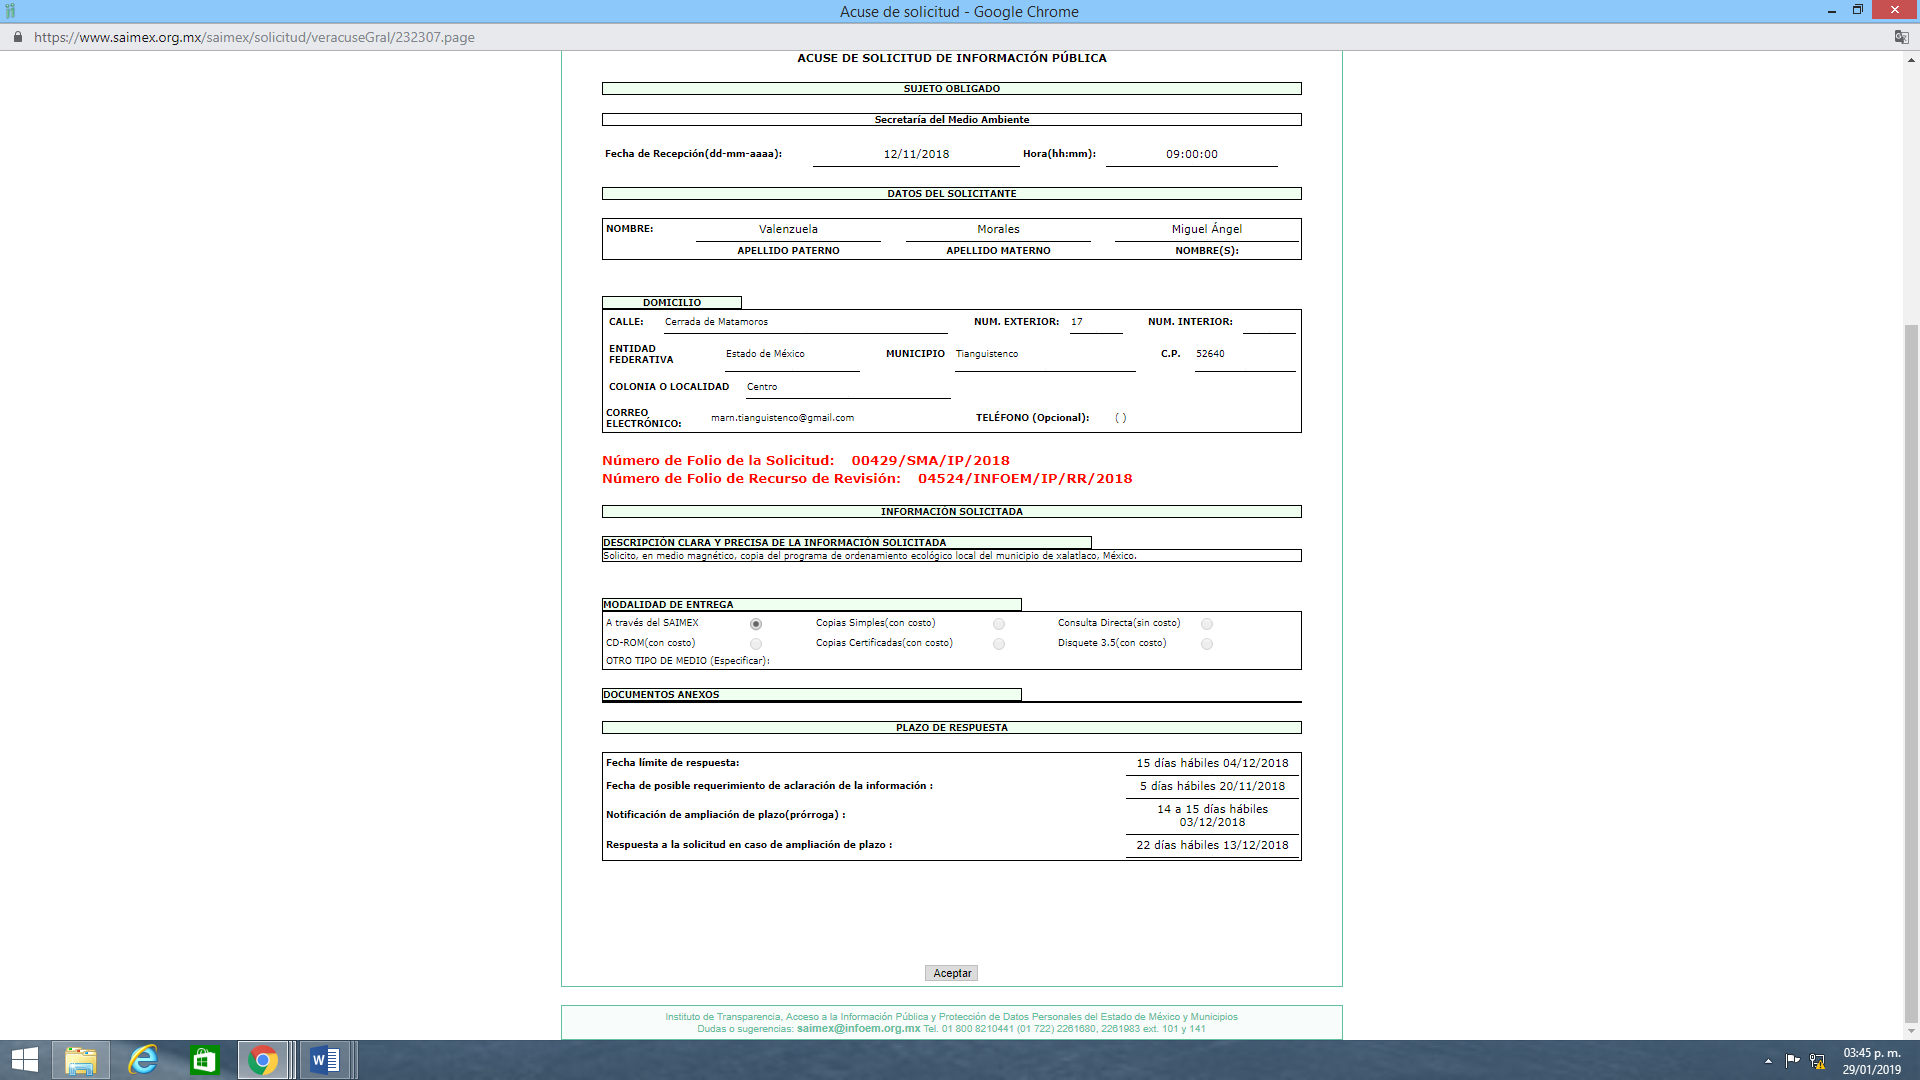 Acuse de solicitud - Google Chrome
https://www.saimex.org.mx/saimex/solicitud/veracuseGral/232307.page
ACUSE DE SOLICITUD DE INFORMACIÓN PÚBLICA
SUJETO OBLIGADO
Secretaría del Medio Ambiente
Fecha de Recepción(dd-mm-aaaa): 12/11/2018 Hora(hh:mm): 09:00:00
DATOS DEL SOLICITANTE
NOMBRE: Valenzuela Morales Miguel Ángel
APELLIDO PATERNO APELLIDO MATERNO NOMBRE(S):
DOMICILIO
CALLE: Cerrada de Matamoros NUM. EXTERIOR: 17 NUM. INTERIOR:
ENTIDAD FEDERATIVA Estado de México MUNICIPIO Tianguistenco C.P. 52640
COLONIA O LOCALIDAD Centro
CORREO ELECTRÓNICO: marn.tianguistenco@gmail.com TELÉFONO (Opcional): ( )
Número de Folio de la Solicitud: 00429/SMA/IP/2018
Número de Folio de Recurso de Revisión: 04524/INFOEM/IP/RR/2018
INFORMACIÓN SOLICITADA
DESCRIPCIÓN CLARA Y PRECISA DE LA INFORMACIÓN SOLICITADA
Solicito, en medio magnético, copia del programa de ordenamiento ecológico local del municipio de xalatlaco, México.
MODALIDAD DE ENTREGA
A través del SAIMEX Copias Simples(con costo) Consulta Directa(sin costo)
CD-ROM(con costo) Copias Certificadas(con costo) Disquete 3.5(con costo)
OTRO TIPO DE MEDIO (Especificar):
DOCUMENTOS ANEXOS
PLAZO DE RESPUESTA
Fecha límite de respuesta: 15 días hábiles 04/12/2018
Fecha de posible requerimiento de aclaración de la información : 5 días hábiles 20/11/2018
Notificación de ampliación de plazo(prórroga) : 14 a 15 días hábiles 03/12/2018
Respuesta a la solicitud en caso de ampliación de plazo : 22 días hábiles 13/12/2018
Aceptar
Instituto de Transparencia, Acceso a la Información Pública y Protección de Datos Personales del Estado de México y Municipios
Dudas o sugerencias: saimex@infoem.org.mx Tel. 01 800 8210441 (01 722) 2261680, 2261983 ext. 101 y 141
03:45 p. m.
29/01/2019